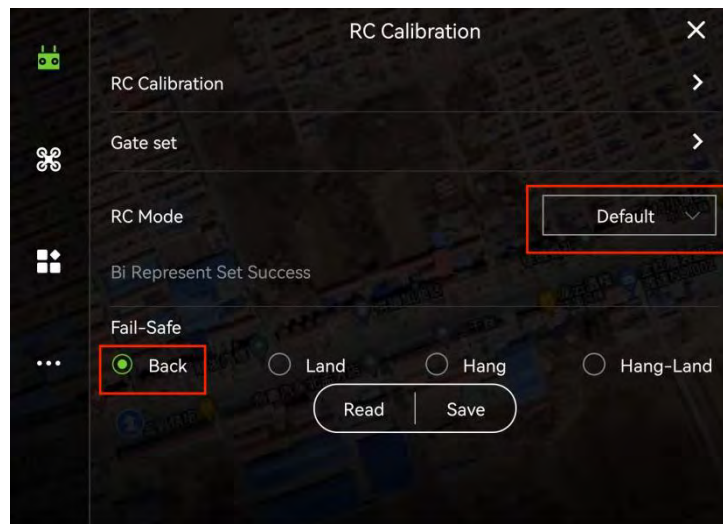 RC Calibration
RC Calibration
Gate set
RC Mode
Default
Bi Represent Set Success
Fail-Safe
Back Land Hang Hang-Land
Read Save